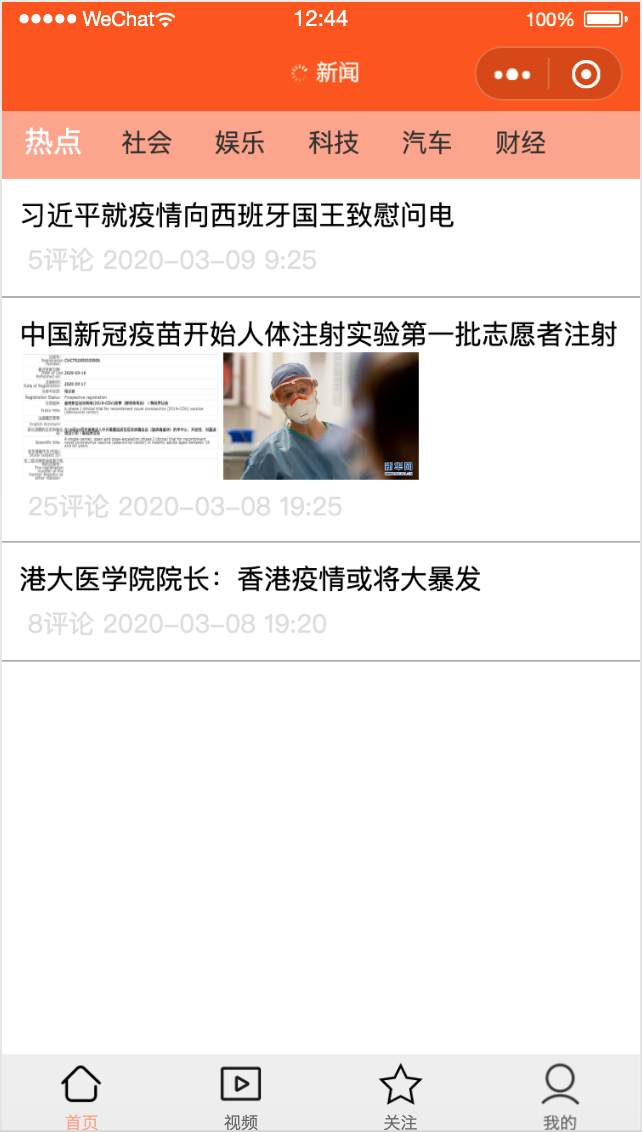 WeChat
12:44
100%
新闻
热点 社会 娱乐 科技 汽车 财经
习近平就疫情向西班牙国王致慰问电
5评论 2020-03-09 9:25
中国新冠疫苗开始人体注射实验第一批志愿者注射
新华网
25评论 2020-03-08 19:25
港大医学院院长：香港疫情或将大暴发
8评论 2020-03-08 19:20
首页 视频 关注 我的